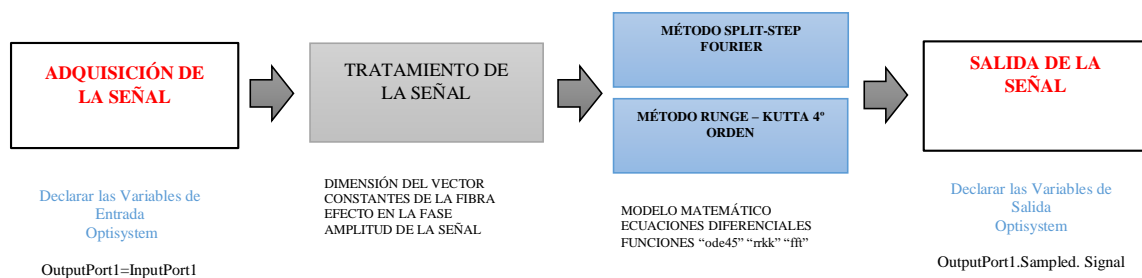 ADQUISICIÓN DE
LA SEÑAL
Declarar las Variables de
Entrada
Optisystem
OutputPort1=InputPort1
TRATAMIENTO DE
LA SEÑAL
DIMENSIÓN DEL VECTOR
CONSTANTES DE LA FIBRA
EFECTO EN LA FASE
AMPLITUD DE LA SEÑAL
MÉTODO SPLIT-STEP
FOURIER
MÉTODO RUNGE – KUTTA 4º
ORDEN
MODELO MATEMÁTICO
ECUACIONES DIFERENCIALES
FUNCIONES “ode45” “rrkk” “fft”
SALIDA DE LA
SEÑAL
Declarar las Variables de
Salida
Optisystem
OutputPort1.Sampled. Signal